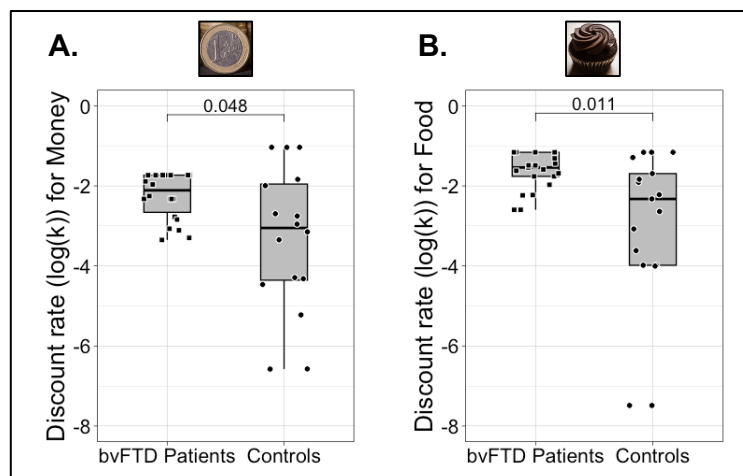 A.
B.
0
0.048
-2
-4
-6
-8
Discount rate (log(k)) for Money
bvFTD Patients
Controls
0
0.011
-2
-4
-6
-8
Discount rate (log(k)) for Food
bvFTD Patients
Controls